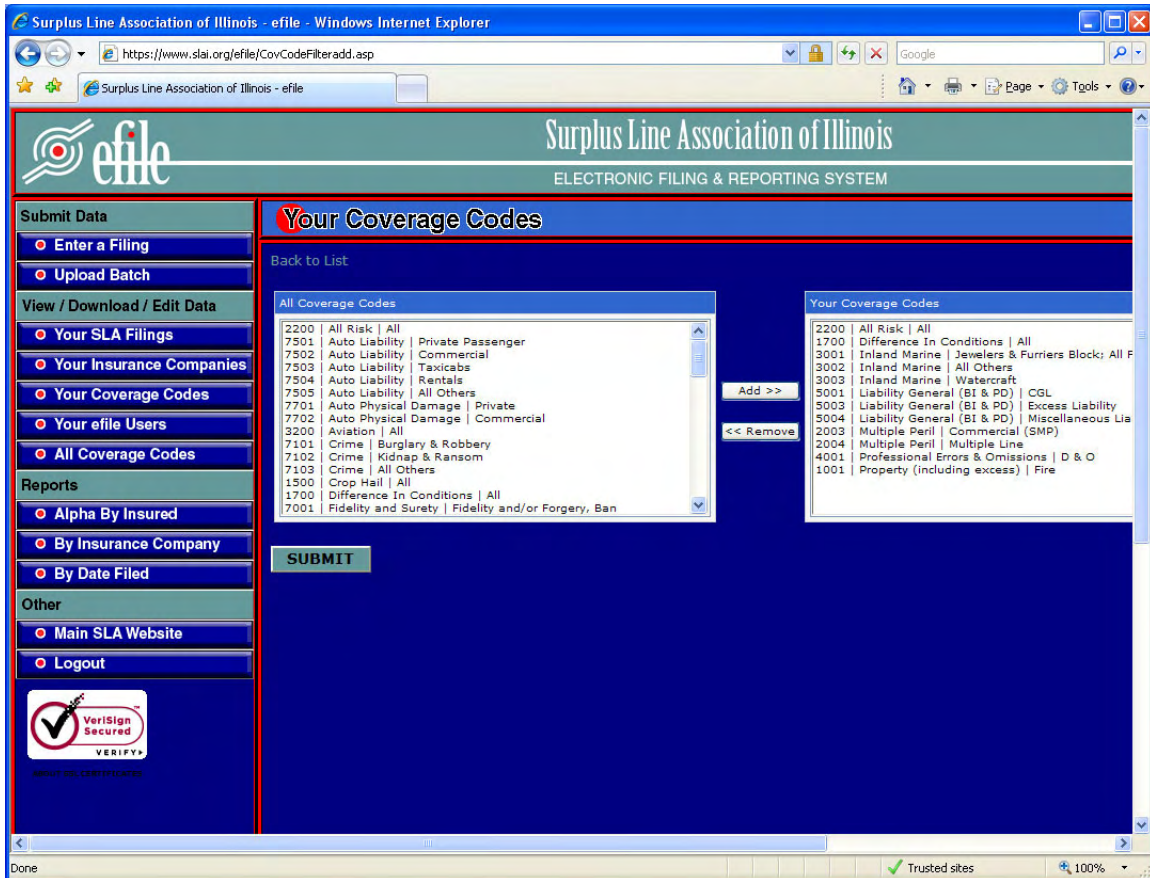 Surplus Line Association of Illinois - efile - Windows Internet Explorer
https://www.slai.org/efile/CovCodeFilteradd.asp
Google
Surplus Line Association of Illinois - efile
Page
Tools
efile
Surplus Line Association of Illinois
ELECTRONIC FILING & REPORTING SYSTEM
Submit Data
Enter a Filing
Upload Batch
View / Download / Edit Data
Your SLA Filings
Your Insurance Companies
Your Coverage Codes
Your efile Users
All Coverage Codes
Reports
Alpha By Insured
By Insurance Company
By Date Filed
Other
Main SLA Website
Logout
VeriSign
Secured
VERIFY
Your Coverage Codes
Back to List
All Coverage Codes
2200 | All Risk | All
7501 | Auto Liability | Private Passenger
7502 | Auto Liability | Commercial
7503 | Auto Liability | Taxicabs
7504 | Auto Liability | Rentals
7505 | Auto Liability | All Others
7701 | Auto Physical Damage | Private
7702 | Auto Physical Damage | Commercial
3200 | Aviation | All
7101 | Crime | Burglary & Robbery
7102 | Crime | Kidnap & Ransom
7103 | Crime | All Others
1500 | Crop Hail | All
1700 | Difference In Conditions | All
7001 | Fidelity and Surety | Fidelity and/or Forgery, Ban
Add >>
<< Remove
Your Coverage Codes
2200 | All Risk | All
1700 | Difference In Conditions | All
3001 | Inland Marine | Jewelers & Furriers Block; All F
3002 | Inland Marine | All Others
3003 | Inland Marine | Watercraft
5001 | Liability General (BI & PD) | CGL
5003 | Liability General (BI & PD) | Excess Liability
5004 | Liability General (BI & PD) | Miscellaneous Lia
2003 | Multiple Peril | Commercial (SMP)
2004 | Multiple Peril | Multiple Line
4001 | Professional Errors & Omissions | D & O
1001 | Property (including excess) | Fire
SUBMIT
Done
Trusted sites
100%